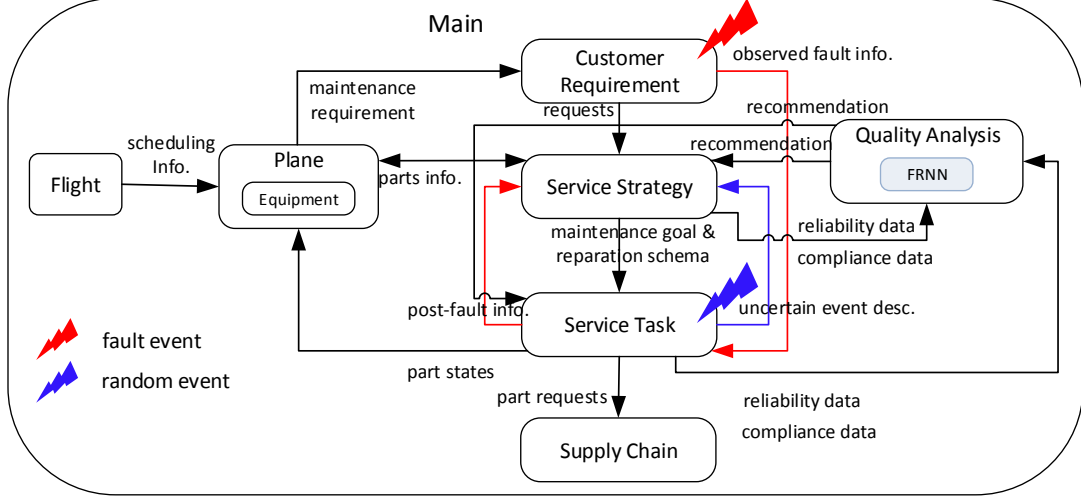 Main
Customer
Requirement
observed fault info.
maintenance
requirement
requests
recommendation
scheduling
Info.
Plane
Quality Analysis
recommendation
Flight
Equipment
parts info.
Service Strategy
FRNN
maintenance goal &
reparation schema
reliability data
compliance data
post-fault info.
Service Task
uncertain event desc.
fault event
random event
part states
part requests
reliability data
compliance data
Supply Chain